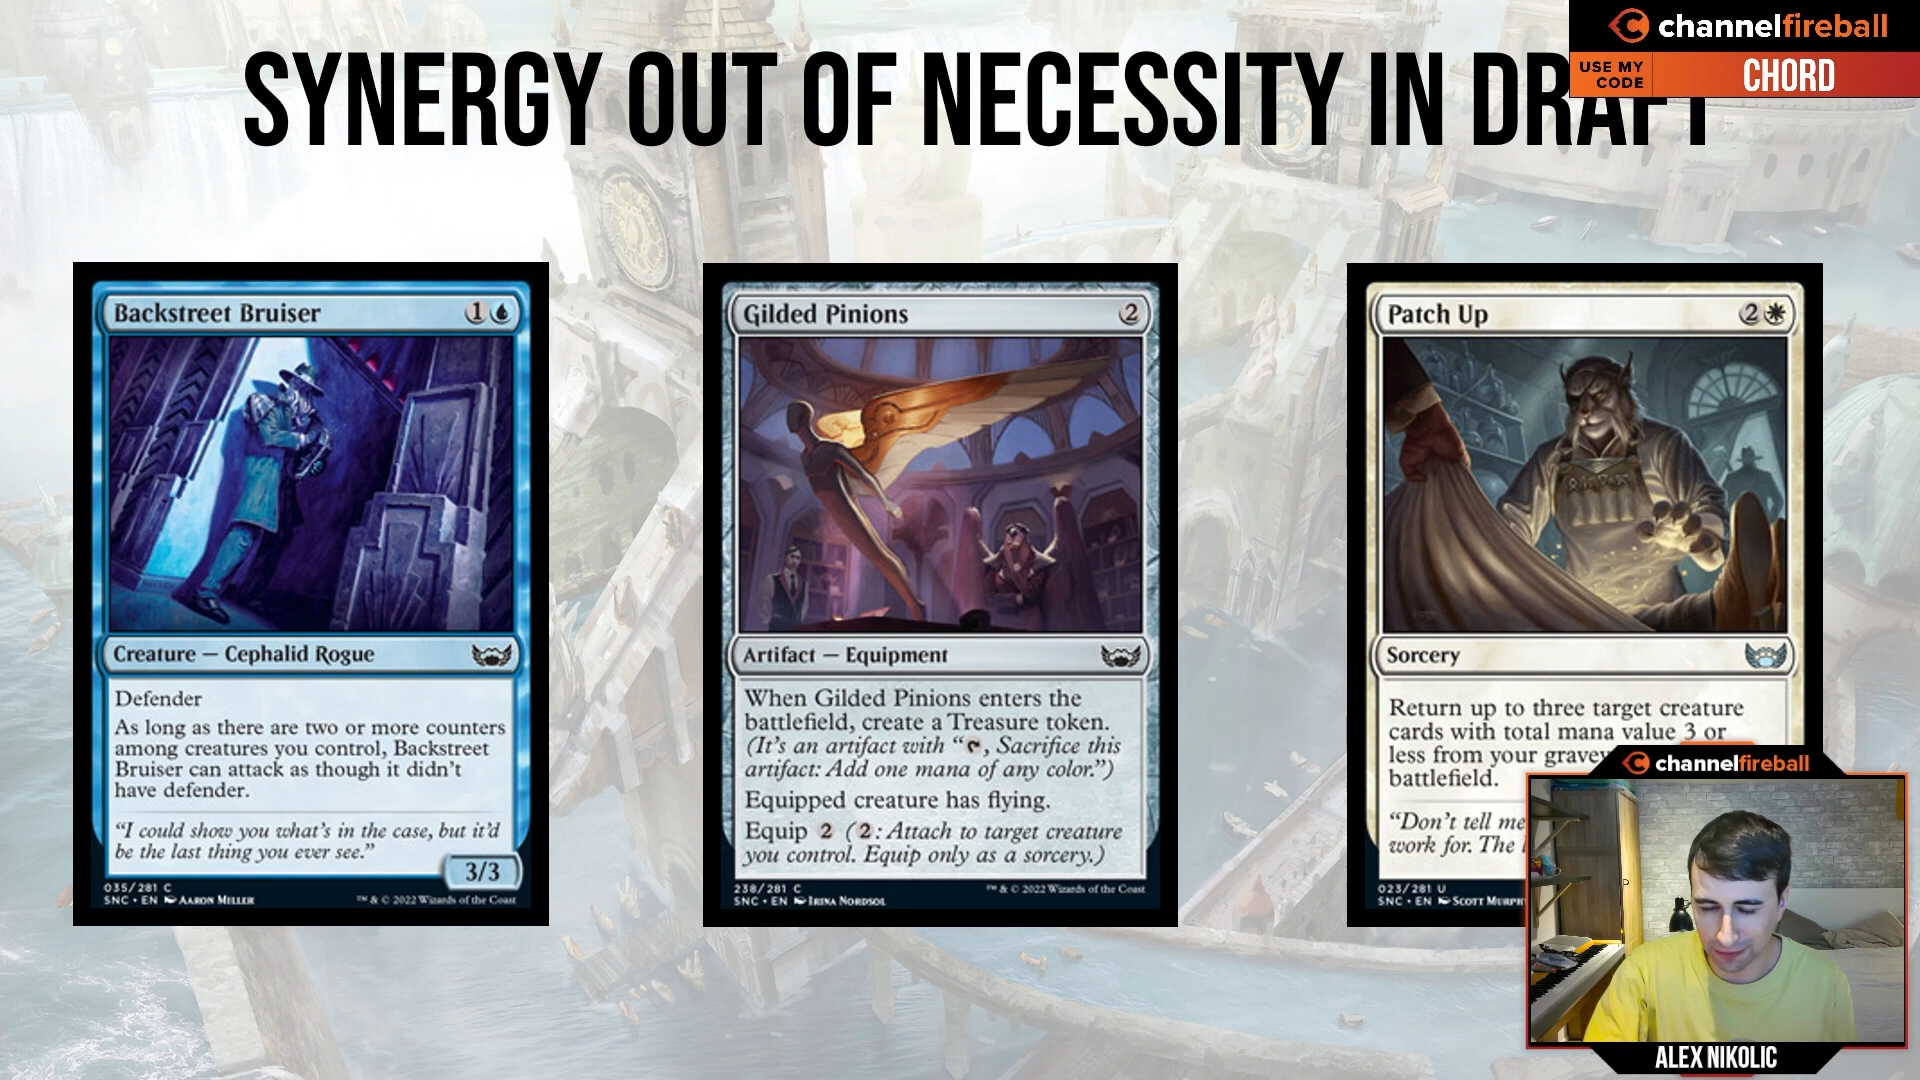 channelfireball
USE MY
CODE
CHORD
SYNERGY OUT OF NECESSITY IN DRAFT
Backstreet Bruiser 1
Creature — Cephalid Rogue
Defender
As long as there are two or more counters
among creatures you control, Backstreet
Bruiser can attack as though it didn't
have defender.
"I could show you what's in the case, but it'd
be the last thing you ever see."
3/3
035/281 C
SNC • EN AARON MILLER
™ & © 2022 Wizards of the Coast
Gilded Pinions 2
Artifact — Equipment
When Gilded Pinions enters the
battlefield, create a Treasure token.
(It's an artifact with ", Sacrifice this
artifact: Add one mana of any color.")
Equipped creature has flying.
Equip 2 (2: Attach to target creature
you control. Equip only as a sorcery.)
238/281 C
SNC • EN IRINA NORDSOL
™ & © 2022 Wizards of the Coast
Patch Up 2
Sorcery
Return up to three target creature
cards with total mana value 3 or
less from your
battlefield.
"Don't tell me
work for. The
023/281 U
SNC • EN SCOTT
channelfireball
ALEX NIKOLIC